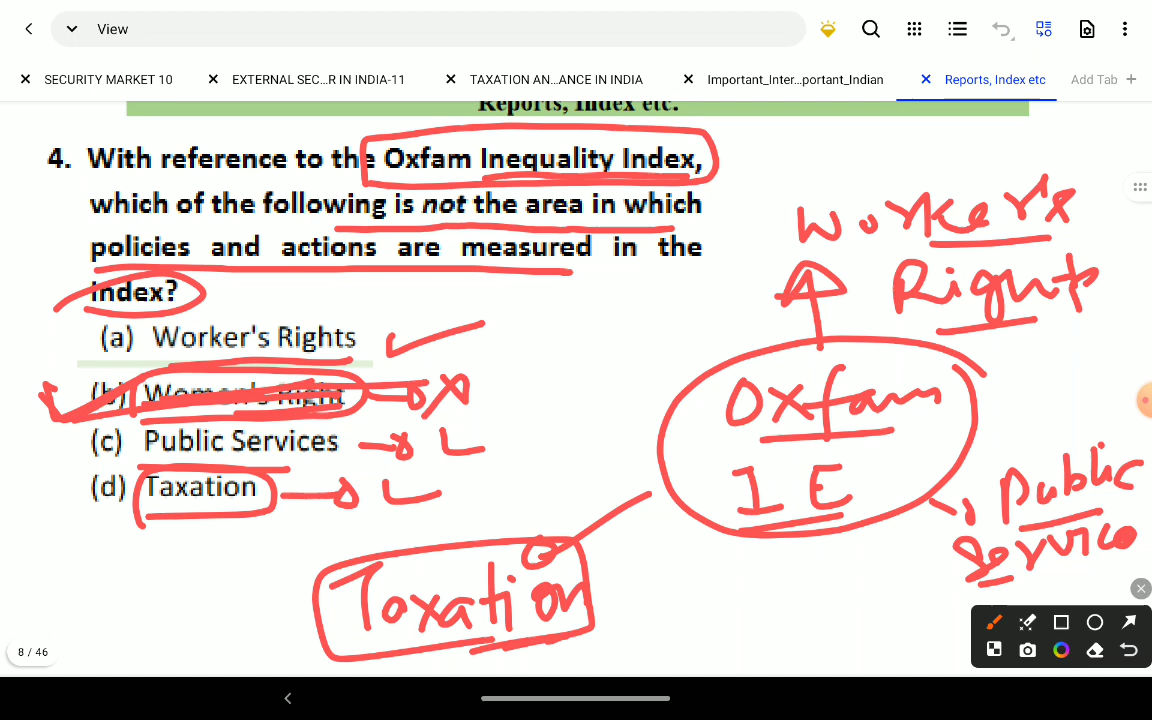 View
SECURITY MARKET 10
EXTERNAL SEC...R IN INDIA-11
TAXATION AN...ANCE IN INDIA
Important_Inter...portant_Indian
Reports, Index etc
Add Tab +
Reports, Index etc.
4. With reference to the Oxfam Inequality Index,
which of the following is not the area in which
policies and actions are measured in the
index?
(a) Worker's Rights
(b) Women's Right
(c) Public Services
(d) Taxation
Worker's
Right
Oxfam
I E
Public
Service
Taxation
8 / 46